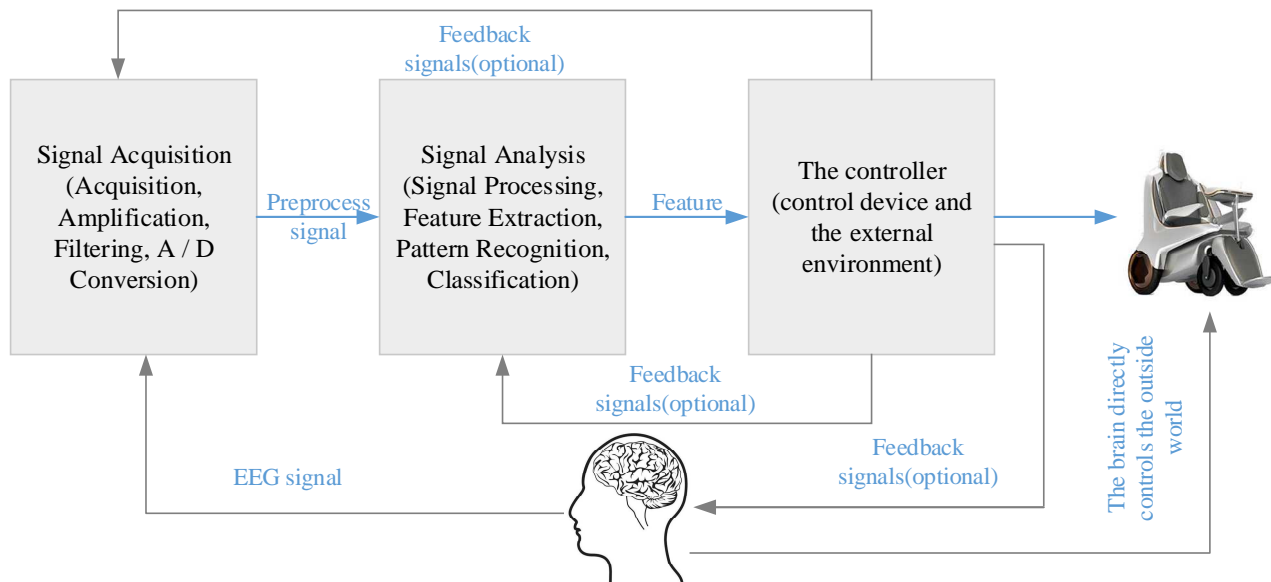 Feedback
signals(optional)
Signal Acquisition
(Acquisition,
Amplification,
Filtering, A / D
Conversion)
Preprocess
signal
Signal Analysis
(Signal Processing,
Feature Extraction,
Pattern Recognition,
Classification)
Feature
The controller
(control device and
the external
environment)
Feedback
signals(optional)
Feedback
signals(optional)
EEG signal
The brain directly
controls the outside
world